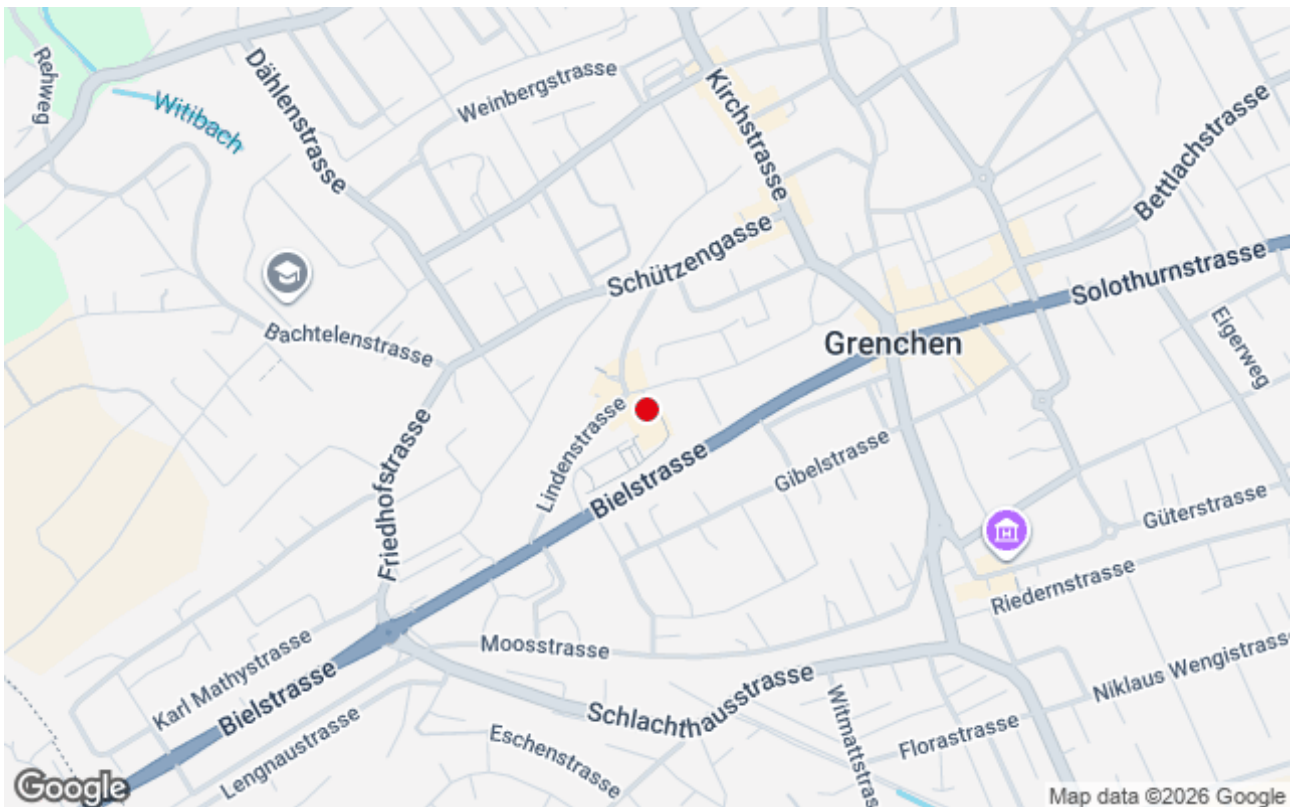 Rehweg
Witibach
Dählenstrasse
Weinbergstrasse
Kirchstrasse
Bettlachstrasse
Schützengasse
Solothurnstrasse
Bachtelenstrasse
Grenchen
Eigerweg
Friedhofstrasse
Lindenstrasse
Bielstrasse
Gibelstrasse
Güterstrasse
Riedernstrasse
Moosstrasse
Karl Mathystrasse
Bielstrasse
Niklaus Wengistrasse
Schlachthausstrasse
Lengnaustrasse
Eschenstrasse
Witmattstras
Florastrasse
Google
Map data ©2026 Google